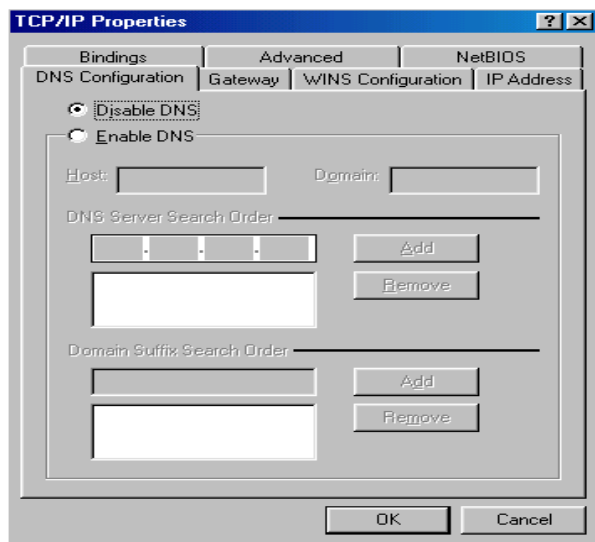 TCP/IP Properties
Bindings Advanced NetBIOS
DNS Configuration Gateway WINS Configuration IP Address
Disable DNS
Enable DNS
Host: Domain:
DNS Server Search Order
Add
Remove
Domain Suffix Search Order
Add
Remove
OK Cancel